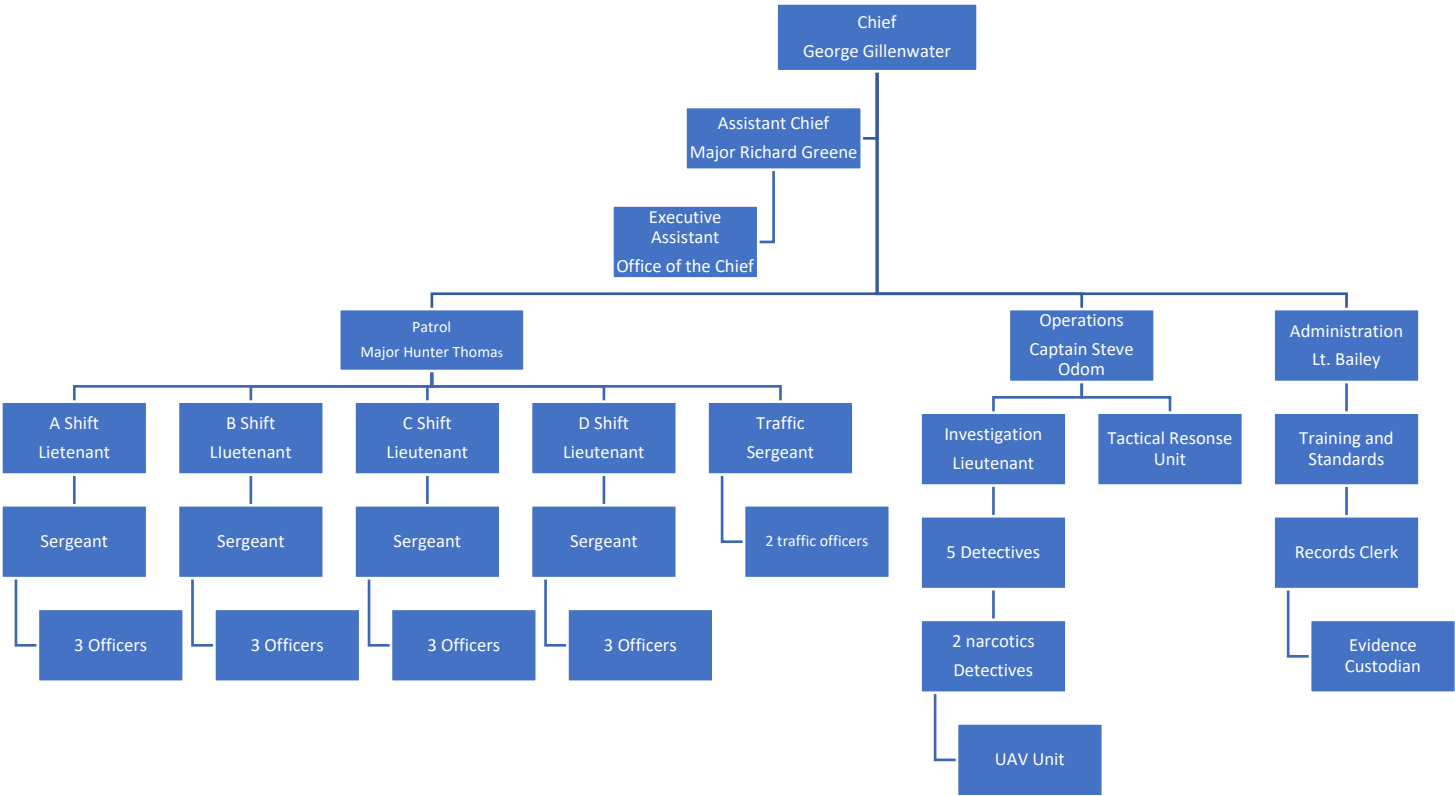 Chief
George Gillenwater
Assistant Chief
Major Richard Greene
Executive
Assistant
Office of the Chief
Patrol
Major Hunter Thomas
Operations
Captain Steve
Odom
Administration
Lt. Bailey
A Shift
Lietenant
B Shift
LIuetenant
C Shift
Lieutenant
D Shift
Lieutenant
Traffic
Sergeant
Investigation
Lieutenant
Tactical Resonse
Unit
Training and
Standards
Sergeant
Sergeant
Sergeant
Sergeant
2 traffic officers
5 Detectives
Records Clerk
3 Officers
3 Officers
3 Officers
3 Officers
2 narcotics
Detectives
Evidence
Custodian
UAV Unit